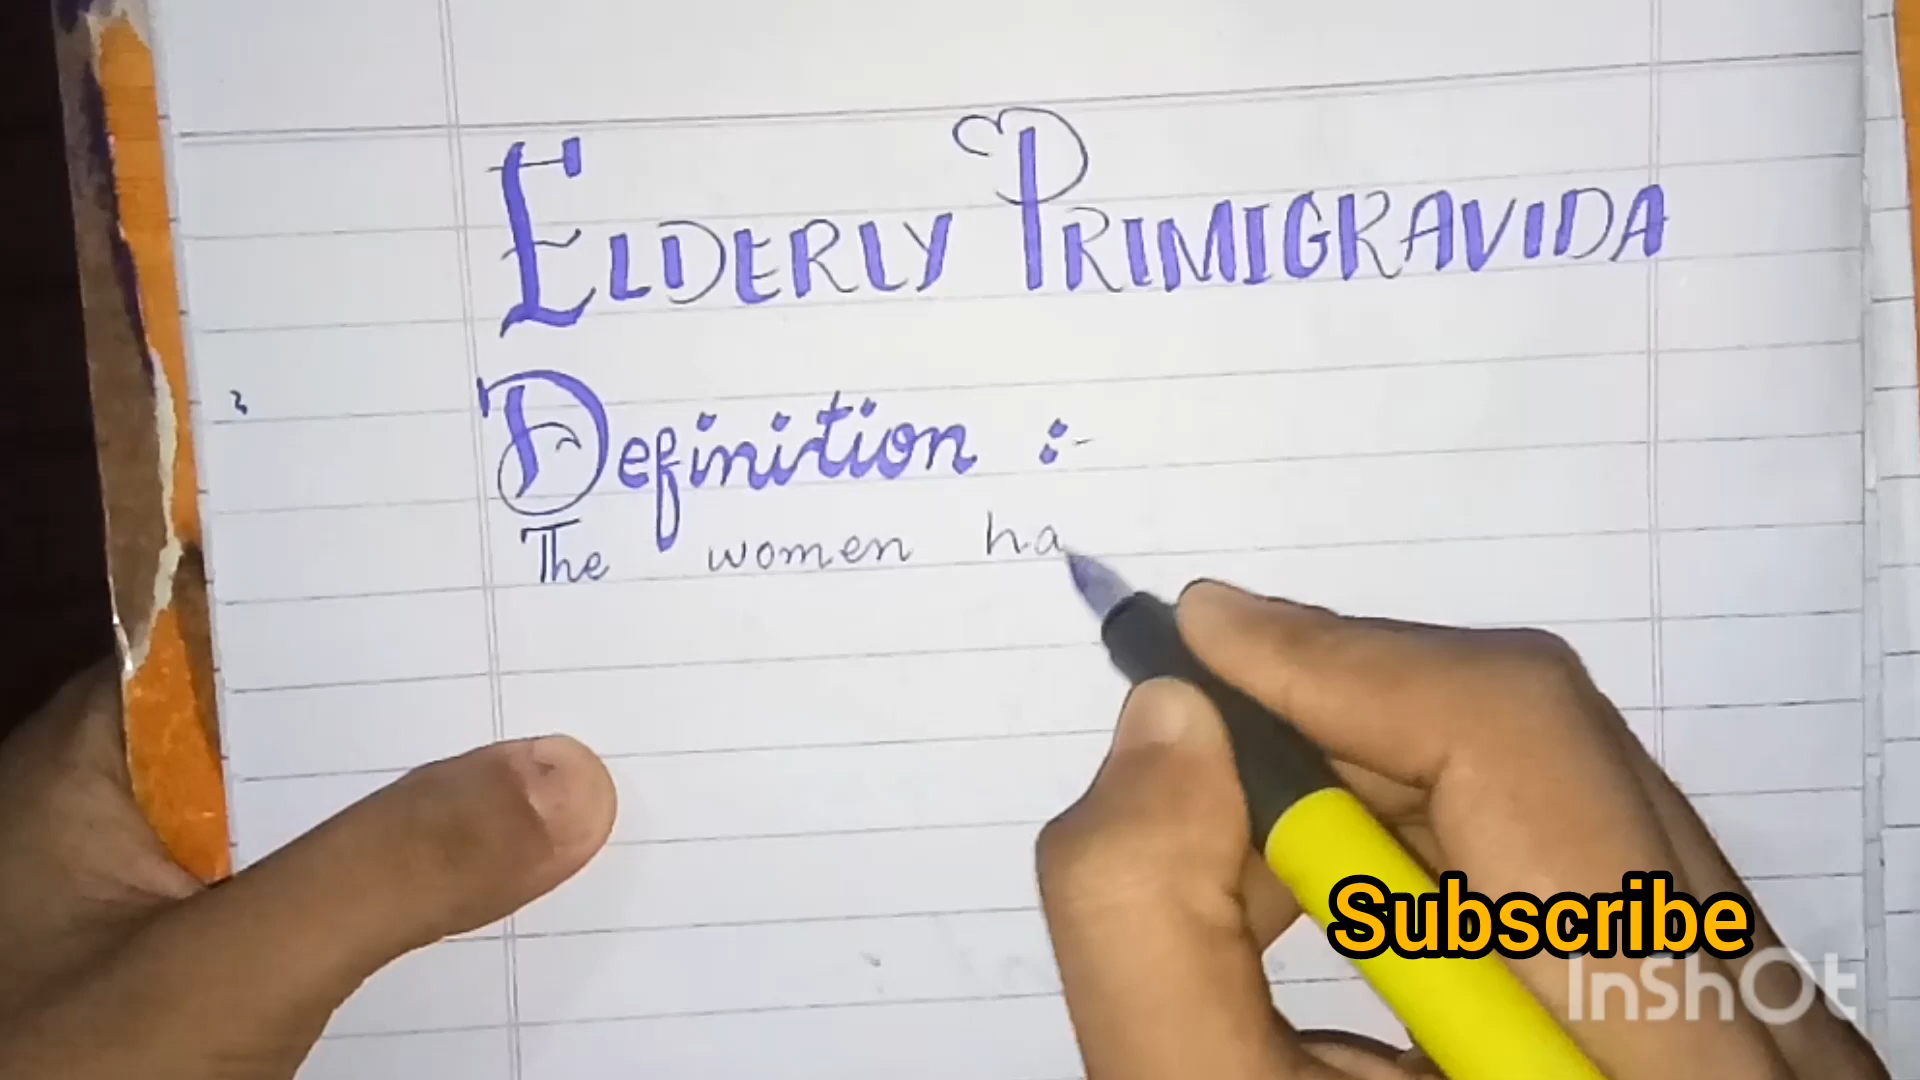 ELDERLY PRIMIGRAVIDA
Definition :-
The women ha
Subscribe
InShOt